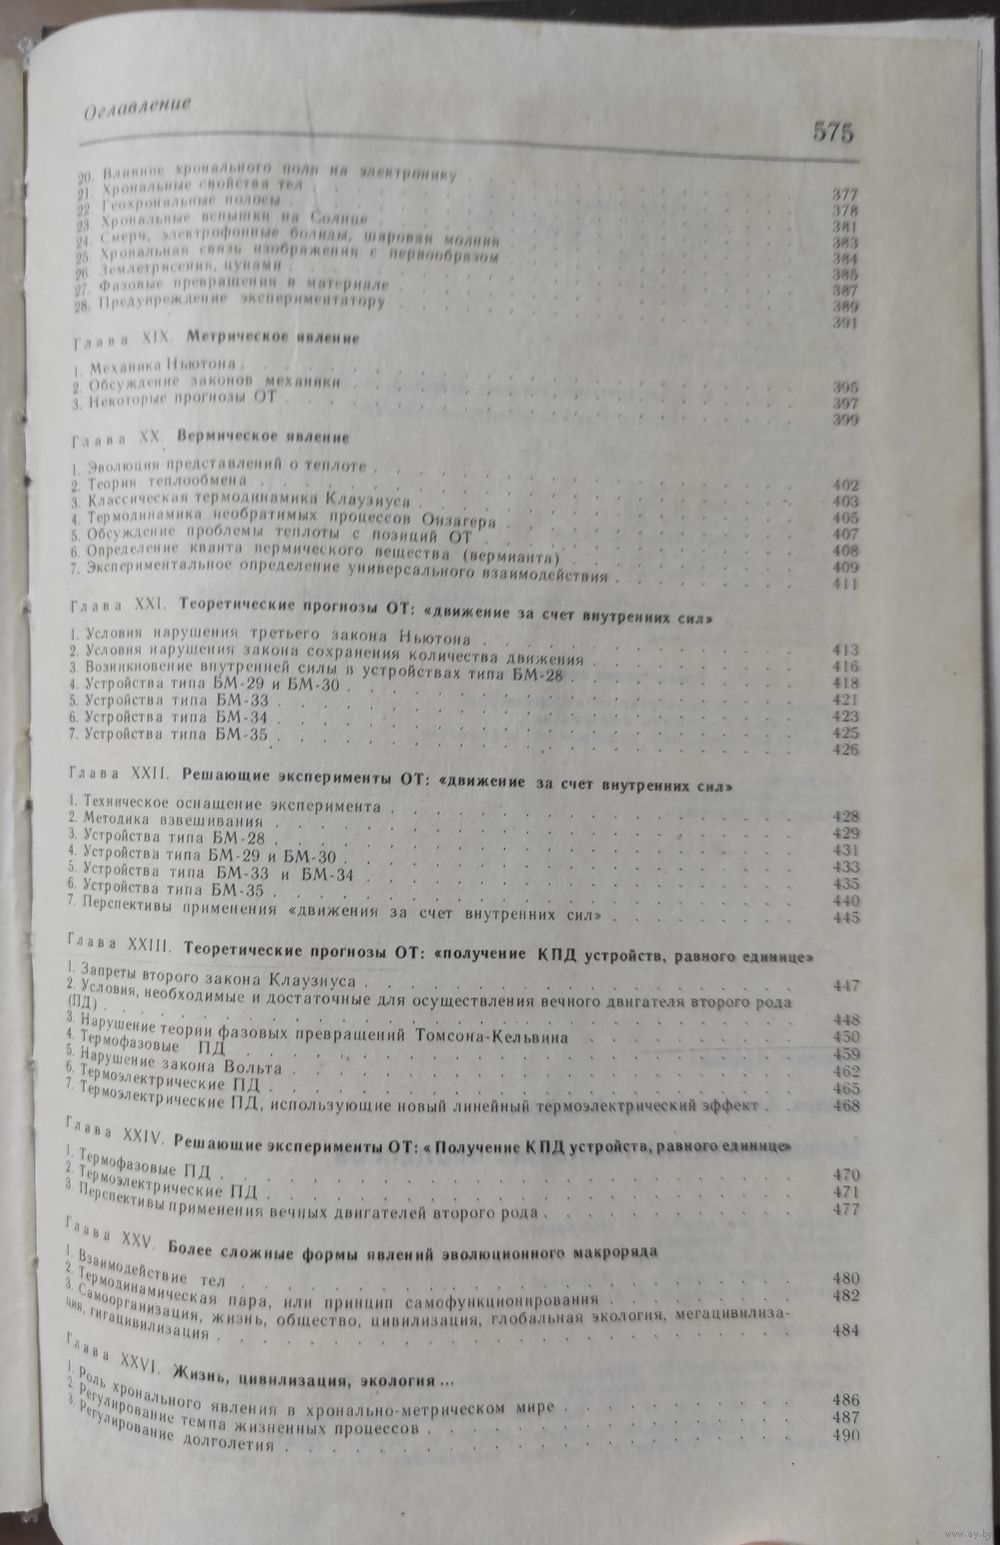 Оглавление
575
20. Влияние хронального поля на электронику . 377
21. Хрональные свойства тел . 378
22. Геохрональные полосы . 381
23. Хрональные вспышки на Солнце . 383
24. Смерч, электрофонные болиды, шаровая молния . 384
25. Хрональная связь изображения с первообразом . 385
26. Землетрясения, цунами . 387
27. Фазовые превращения в материале . 389
28. Предупреждение экспериментатору . 391
Глава XIX. Метрическое явление
1. Механика Ньютона . 395
2. Обсуждение законов механики . 397
3. Некоторые прогнозы ОТ . 399
Глава XX. Вермическое явление
1. Эволюция представлений о теплоте . 402
2. Теория теплообмена . 403
3. Классическая термодинамика Клаузиуса . 405
4. Термодинамика необратимых процессов Онзагера . 407
5. Обсуждение проблемы теплоты с позиций ОТ . 408
6. Определение кванта вермического вещества (вермианта) . 409
7. Экспериментальное определение универсального взаимодействия . 411
Глава XXI. Теоретические прогнозы ОТ: «движение за счет внутренних сил»
1. Условия нарушения третьего закона Ньютона . 413
2. Условия нарушения закона сохранения количества движения . 416
3. Возникновение внутренней силы в устройствах типа БМ-28 . 418
4. Устройства типа БМ-29 и БМ-30 . 421
5. Устройства типа БМ-33 . 423
6. Устройства типа БМ-34 . 425
7. Устройства типа БМ-35 . 426
Глава XXII. Решающие эксперименты ОТ: «движение за счет внутренних сил»
1. Техническое оснащение эксперимента . 428
2. Методика взвешивания . 429
3. Устройства типа БМ-28 . 431
4. Устройства типа БМ-29 и БМ-30 . 433
5. Устройства типа БМ-33 и БМ-34 . 435
6. Устройства типа БМ-35 . 440
7. Перспективы применения «движения за счет внутренних сил» . 445
Глава XXIII. Теоретические прогнозы ОТ: «получение КПД устройств, равного единице»
1. Запреты второго закона Клаузиуса . 447
2. Условия, необходимые и достаточные для осуществления вечного двигателя второго рода
(ПД) . 448
3. Нарушение теории фазовых превращений Томсона-Кельвина . 450
4. Термофазовые ПД . 459
5. Нарушение закона Вольта . 462
6. Термоэлектрические ПД . 465
7. Термоэлектрические ПД, использующие новый линейный термоэлектрический эффект . 468
Глава XXIV. Решающие эксперименты ОТ: «Получение КПД устройств, равного единице»
1. Термофазовые ПД . 470
2. Термоэлектрические ПД . 471
3. Перспективы применения вечных двигателей второго рода . 477
Глава XXV. Более сложные формы явлений эволюционного макроряда
1. Взаимодействие тел . 480
2. Термодинамическая пара, или принцип самофункционирования . 482
3. Самоорганизация, жизнь, общество, цивилизация, глобальная экология, мегацивилиза-
ция, гигацивилизация . 484
Глава XXVI. Жизнь, цивилизация, экология ...
1. Роль хронального явления в хронально-метрическом мире . 486
2. Регулирование темпа жизненных процессов . 487
3. Регулирование долголетия . 490
www.ay.by